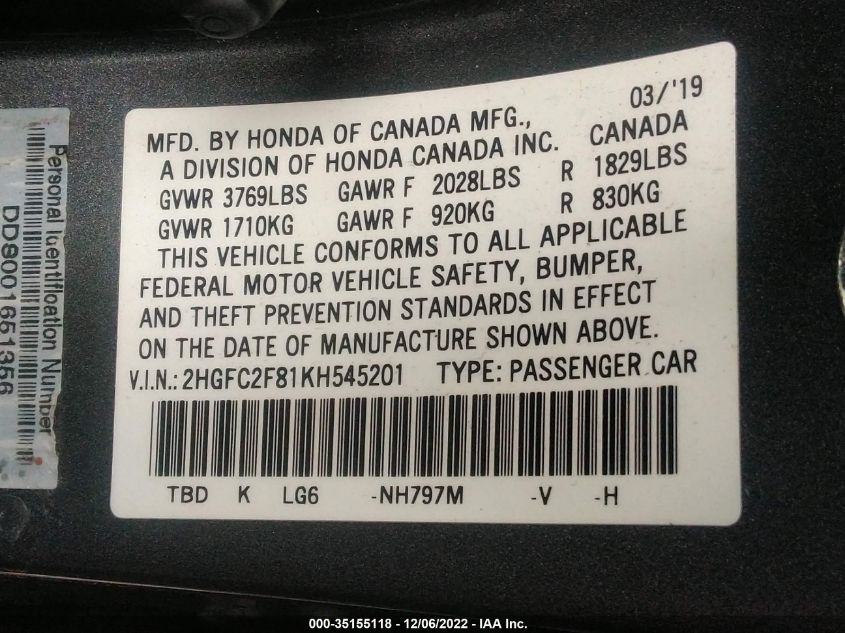 03/'19
MFD. BY HONDA OF CANADA MFG.,
A DIVISION OF HONDA CANADA INC. CANADA
GVWR 3769LBS GAWR F 2028LBS R 1829LBS
GVWR 1710KG GAWR F 920KG R 830KG
THIS VEHICLE CONFORMS TO ALL APPLICABLE
FEDERAL MOTOR VEHICLE SAFETY, BUMPER,
AND THEFT PREVENTION STANDARDS IN EFFECT
ON THE DATE OF MANUFACTURE SHOWN ABOVE.
V.I.N.: 2HGFC2F81KH545201 TYPE: PASSENGER CAR
TBD K LG6 -NH797M -V -H
Personal Identification Number
DDS001651356
000-35155118 - 12/06/2022 - IAA Inc.